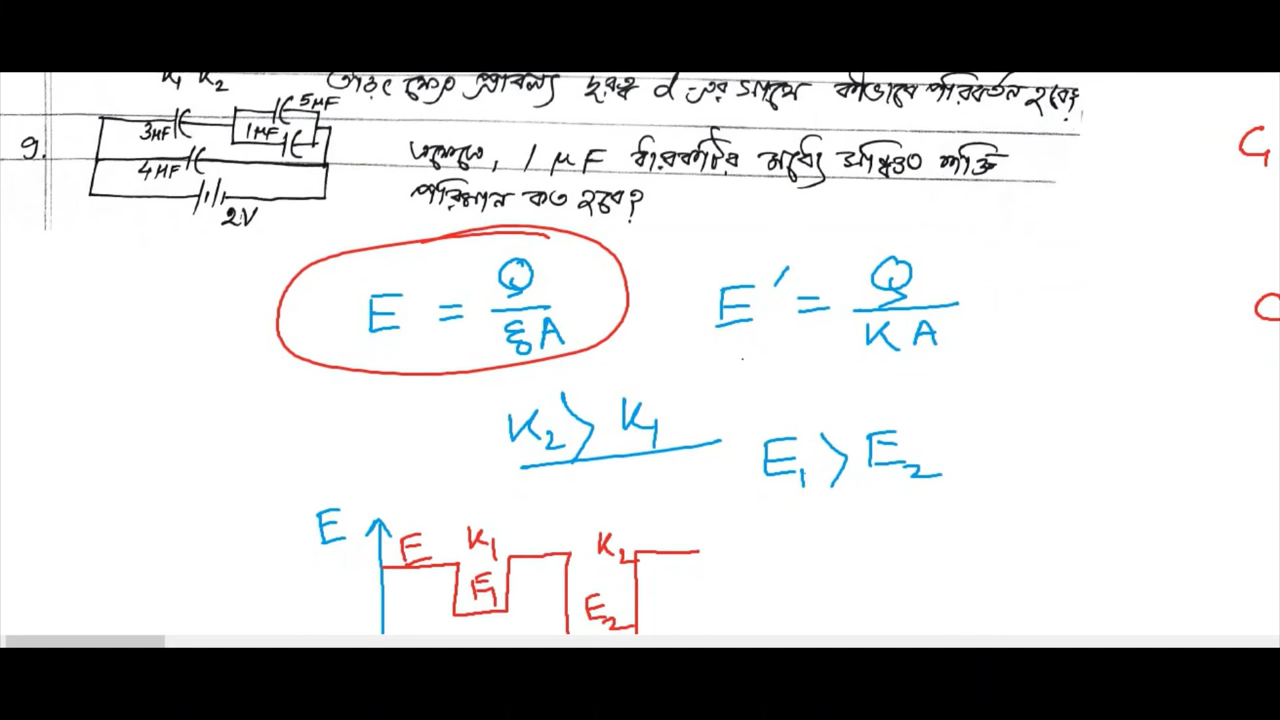 K₁ K₂ তড়িৎ ক্ষেত্র প্রাবল্য দূরত্ব d-এর সাথে কীভাবে পরিবর্তন হবে?
9.
5μF
3μF
1μF
4μF
2V
1 μF ধারকটির মধ্যে সঞ্চিত শক্তি
পরিমান কত হবে?
E = Q/ε₀A
E' = Q/KA
K₂ > K₁
E₁ > E₂
E
E K₁ K₂
E₁ E₂